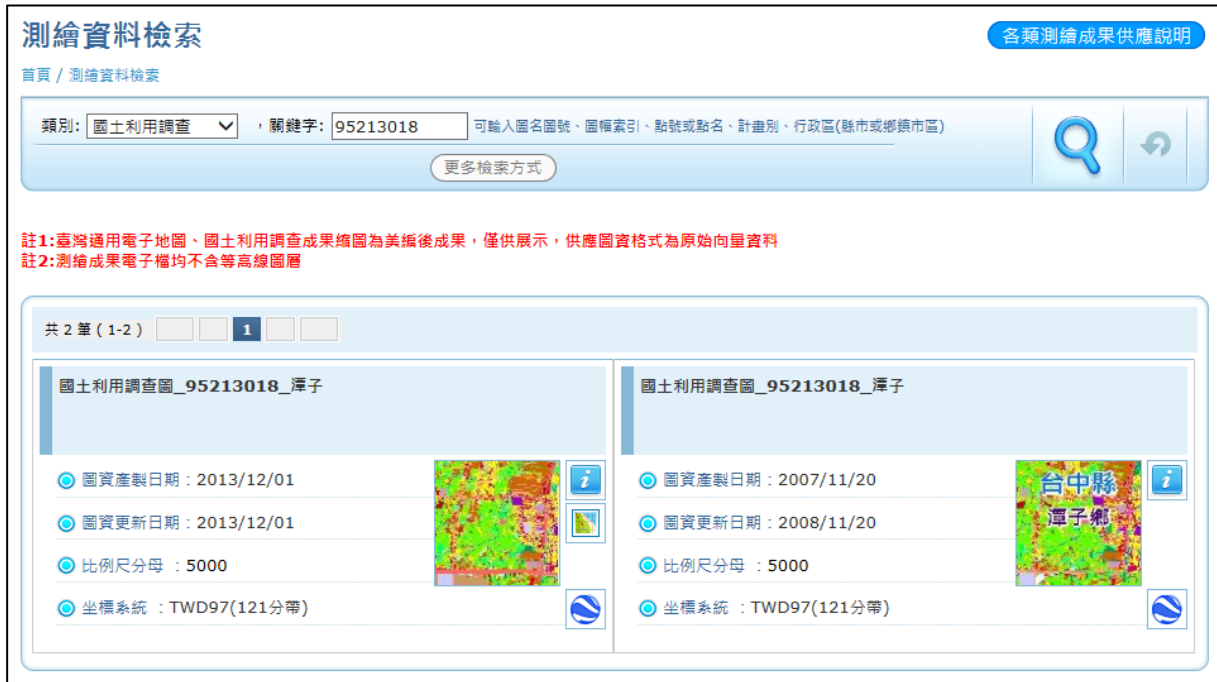 測繪資料檢索
各類測繪成果供應說明
首頁 / 測繪資料檢索
類別: 國土利用調查 ，關鍵字: 95213018 可輸入圖名圖號、圖幅索引、點號或點名、計畫別、行政區(縣市或鄉鎮市區)
更多檢索方式
註1:臺灣通用電子地圖、國土利用調查成果縮圖為美編後成果，僅供展示，供應圖資格式為原始向量資料
註2:測繪成果電子檔均不含等高線圖層
共 2 筆 ( 1-2 ) 1
國土利用調查圖_95213018_潭子
圖資產製日期：2013/12/01
圖資更新日期：2013/12/01
比例尺分母 ：5000
坐標系統 ：TWD97(121分帶)
國土利用調查圖_95213018_潭子
圖資產製日期：2007/11/20
圖資更新日期：2008/11/20
比例尺分母 ：5000
坐標系統 ：TWD97(121分帶)
台中縣
潭子鄉